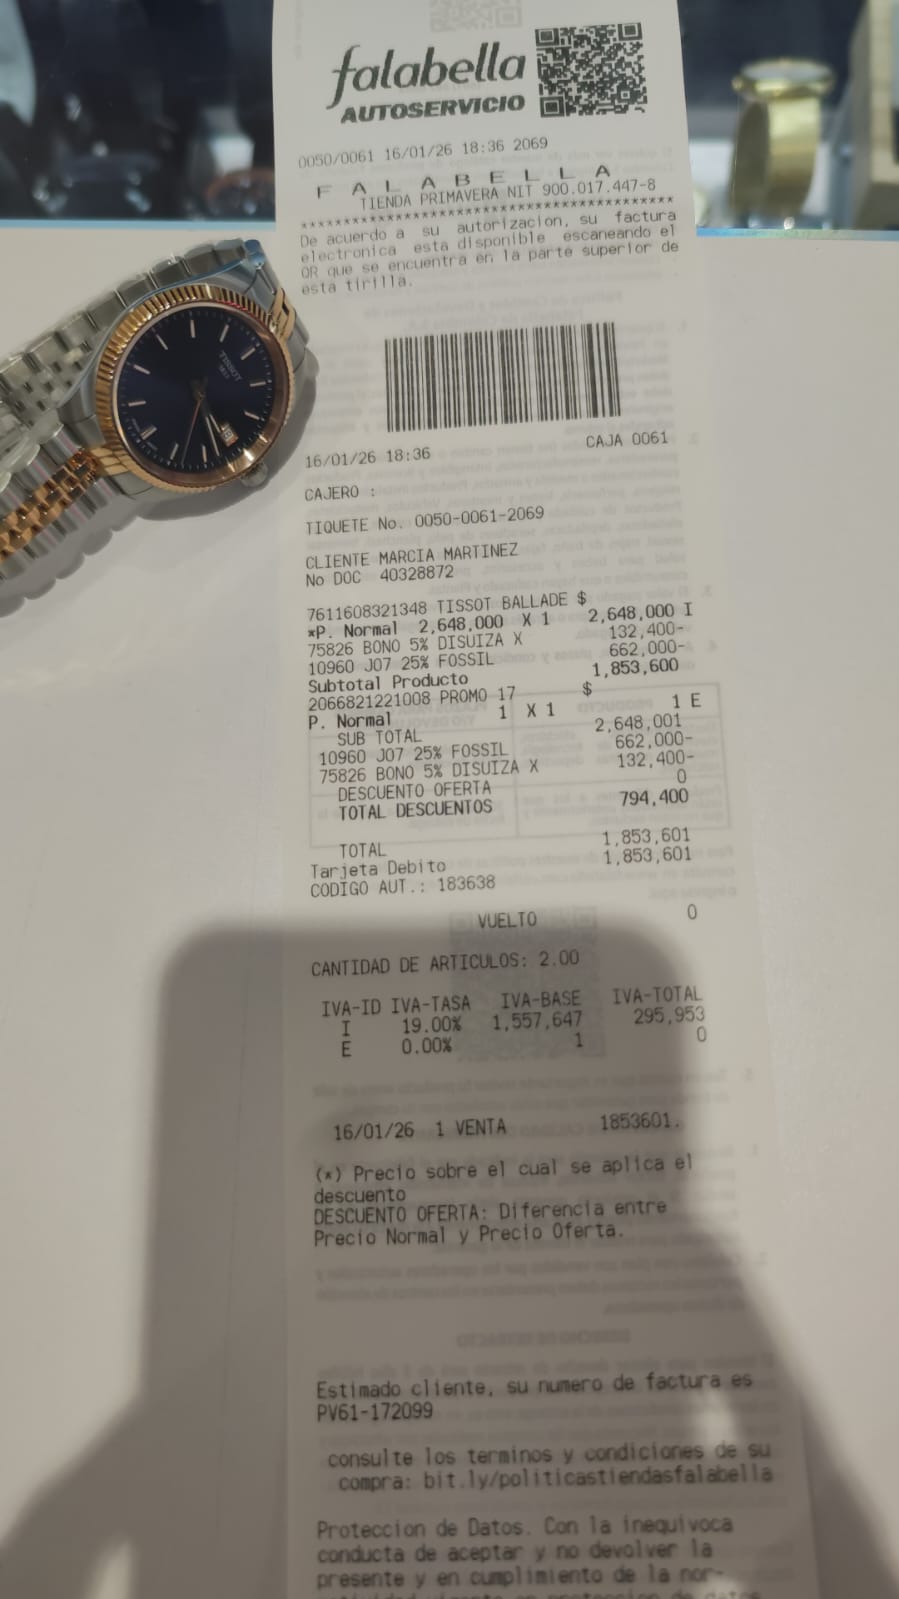 falabella
AUTOSERVICIO
0050/0061 16/01/26 18:36 2069
F A L A B E L L A
TIENDA PRIMAVERA NIT 900.017.447-8
******************************************
De acuerdo a su autorizacion, su factura
electronica esta disponible escaneando el
QR que se encuentra en la parte superior de
esta tirilla.
TISSOT
1853
16/01/26 18:36 CAJA 0061
CAJERO :
TIQUETE No. 0050-0061-2069
CLIENTE MARCIA MARTINEZ
No DOC 40328872
7611608321348 TISSOT BALLADE $
*P. Normal 2,648,000 X 1 2,648,000 I
75826 BONO 5% DISUIZA X 132,400-
10960 J07 25% FOSSIL 662,000-
Subtotal Producto 1,853,600
2066821221008 PROMO 17 $
P. Normal 1 X 1 1 E
SUB TOTAL 2,648,001
10960 J07 25% FOSSIL 662,000-
75826 BONO 5% DISUIZA X 132,400-
DESCUENTO OFERTA 0
TOTAL DESCUENTOS 794,400
TOTAL 1,853,601
Tarjeta Debito 1,853,601
CODIGO AUT.: 183638
VUELTO 0
CANTIDAD DE ARTICULOS: 2.00
IVA-ID IVA-TASA IVA-BASE IVA-TOTAL
I 19.00% 1,557,647 295,953
E 0.00% 1 0
16/01/26 1 VENTA 1853601.
(*) Precio sobre el cual se aplica el
descuento
DESCUENTO OFERTA: Diferencia entre
Precio Normal y Precio Oferta.
Estimado cliente, su numero de factura es
PV61-172099
consulte los terminos y condiciones de su
compra: bit.ly/politicastiendasfalabella
Proteccion de Datos. Con la inequivoca
conducta de aceptar y no devolver la
presente y en cumplimiento de la nor-